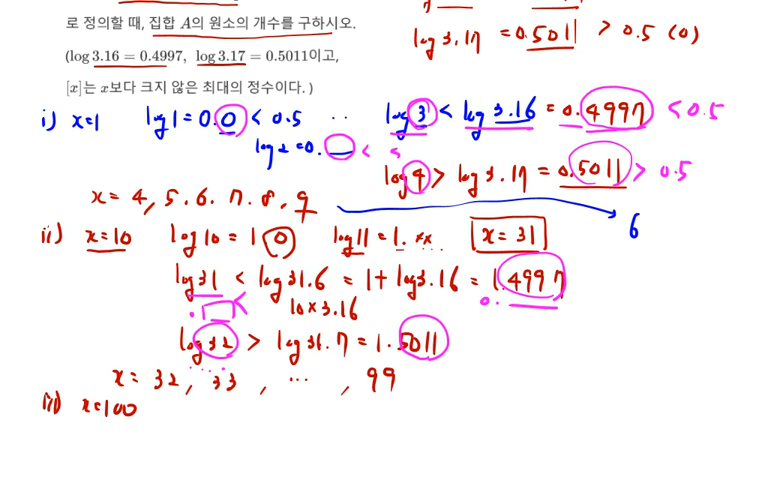 log 3.17 = 0.5011 > 0.5 (0)
로 정의할 때, 집합 A의 원소의 개수를 구하시오.
(log 3.16 = 0.4997, log 3.17 = 0.5011이고,
[x]는 x보다 크지 않은 최대의 정수이다. )
i) x=1 log 1 = 0.0 < 0.5 ·· log 3 < log 3.16 = 0.4997 < 0.5
log 2 = 0.
log 4 > log 3.17 = 0.5011 > 0.5
x = 4, 5. 6. 7. 8, 9 6
ii) x=10 log 10 = 1 0 log 11 = 1. ** x = 31
log 31 < log 31.6 = 1 + log 3.16 = 1.4997
10 × 3.16 0.
log 32 > log 31.7 = 1.5011
x = 32, 33, ···, 99
iii) x=100